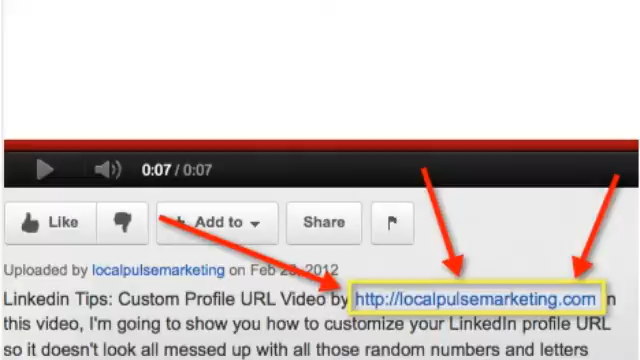 0:07 / 0:07
Like Add to Share
Uploaded by localpulsemarketing on Feb 2012
Linkedin Tips: Custom Profile URL Video by http://localpulsemarketing.com
this video, I'm going to show you how to customize your LinkedIn profile URL
so it doesn't look all messed up with all those random numbers and letters